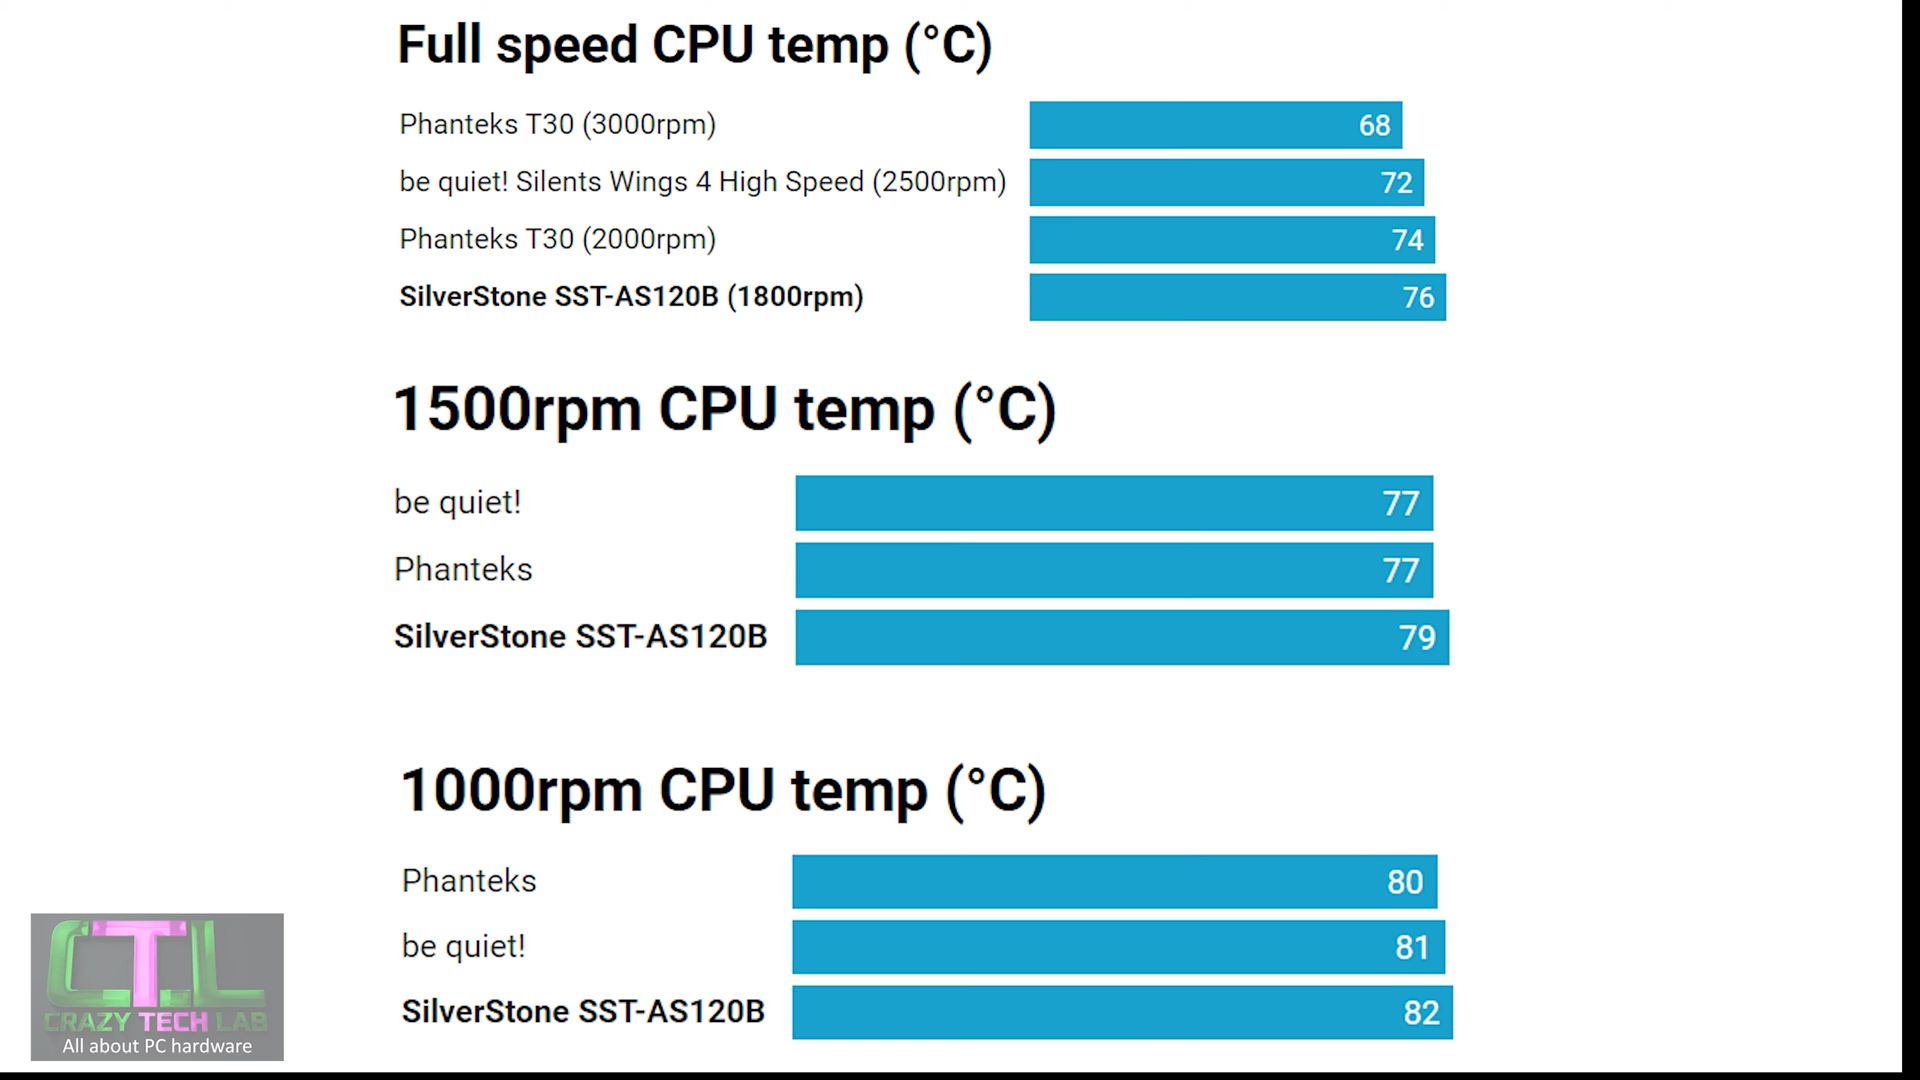 Full speed CPU temp (°C)
Phanteks T30 (3000rpm) 68
be quiet! Silents Wings 4 High Speed (2500rpm) 72
Phanteks T30 (2000rpm) 74
SilverStone SST-AS120B (1800rpm) 76
1500rpm CPU temp (°C)
be quiet! 77
Phanteks 77
SilverStone SST-AS120B 79
1000rpm CPU temp (°C)
Phanteks 80
be quiet! 81
SilverStone SST-AS120B 82
CTL
CRAZY TECH LAB
All about PC hardware